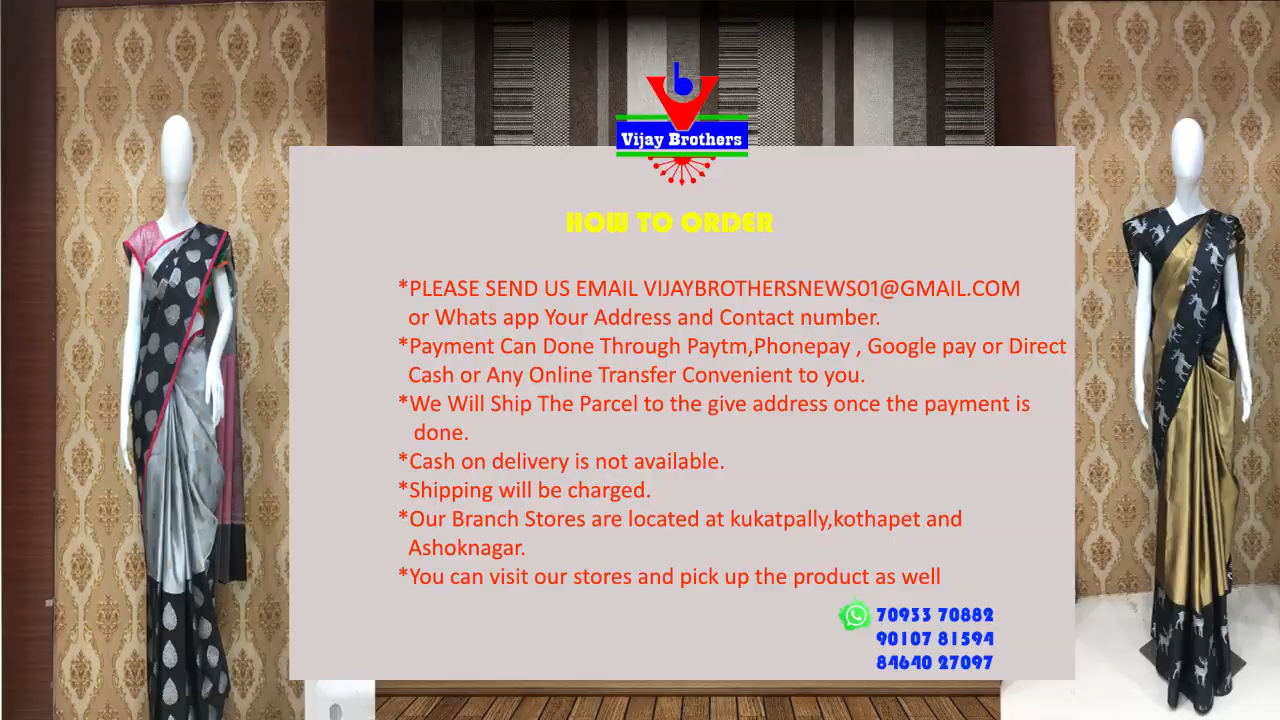 b
Vijay Brothers
HOW TO ORDER
*PLEASE SEND US EMAIL VIJAYBROTHERSNEWS01@GMAIL.COM
or Whats app Your Address and Contact number.
*Payment Can Done Through Paytm,Phonepay , Google pay or Direct
Cash or Any Online Transfer Convenient to you.
*We Will Ship The Parcel to the give address once the payment is
done.
*Cash on delivery is not available.
*Shipping will be charged.
*Our Branch Stores are located at kukatpally,kothapet and
Ashoknagar.
*You can visit our stores and pick up the product as well
70933 70882
90107 81594
84640 27097